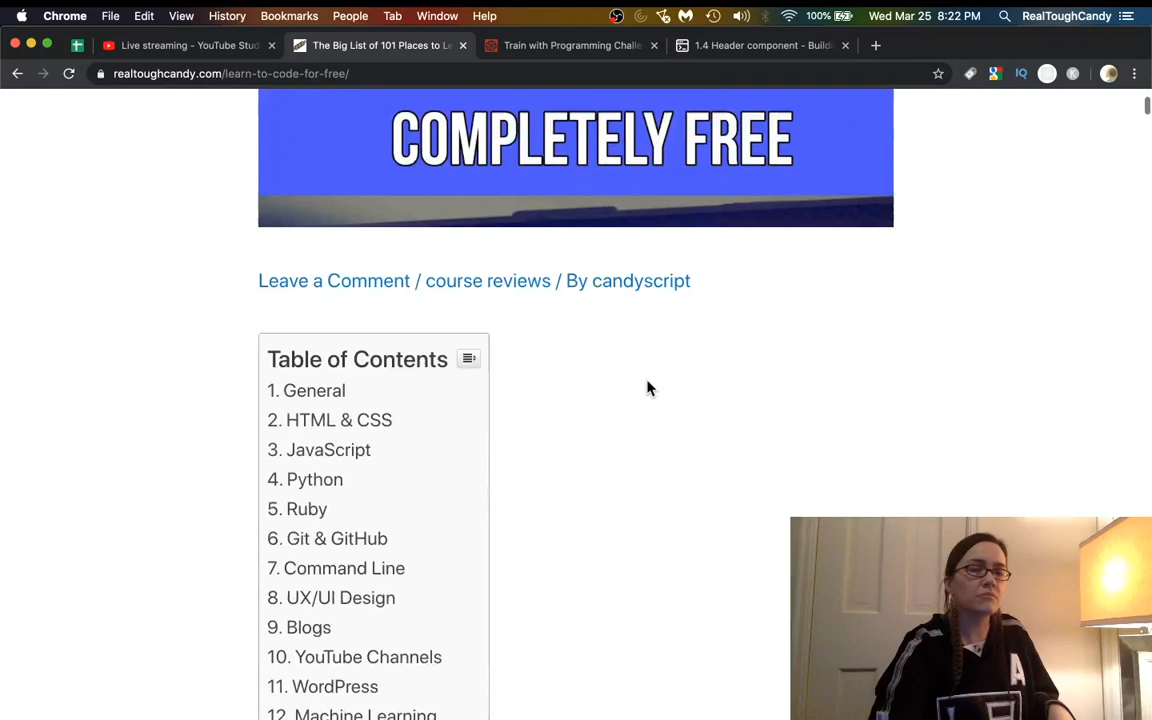 Chrome File Edit View History Bookmarks People Tab Window Help 100% Wed Mar 25 8:22 PM RealToughCandy
Live streaming - YouTube Stud The Big List of 101 Places to Le Train with Programming Challe 1.4 Header component - Build
realtoughcandy.com/learn-to-code-for-free/ IQ K
COMPLETELY FREE
Leave a Comment / course reviews / By candyscript
Table of Contents
1. General
2. HTML & CSS
3. JavaScript
4. Python
5. Ruby
6. Git & GitHub
7. Command Line
8. UX/UI Design
9. Blogs
10. YouTube Channels
11. WordPress
12. Machine Learning
A